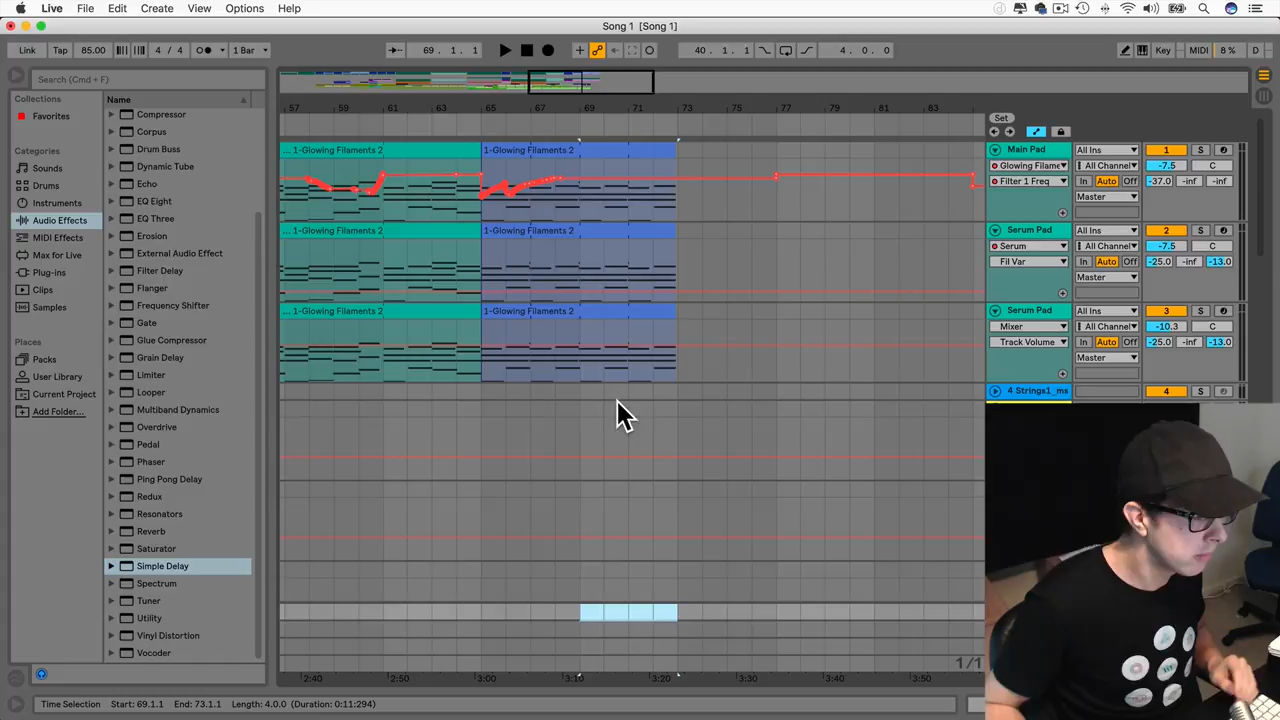 Live File Edit Create View Options Help
Song 1 [Song 1]
Link Tap 85.00 4 / 4 1 Bar 69. 1. 1 40. 1. 1 4. 0. 0 Key MIDI 8 % D
Search (Cmd + F)
Collections
Favorites
Categories
Sounds
Drums
Instruments
Audio Effects
MIDI Effects
Max for Live
Plug-ins
Clips
Samples
Places
Packs
User Library
Current Project
Add Folder...
Name
Compressor
Corpus
Drum Buss
Dynamic Tube
Echo
EQ Eight
EQ Three
Erosion
External Audio Effect
Filter Delay
Flanger
Frequency Shifter
Gate
Glue Compressor
Grain Delay
Limiter
Looper
Multiband Dynamics
Overdrive
Pedal
Phaser
Ping Pong Delay
Redux
Resonators
Reverb
Saturator
Simple Delay
Spectrum
Tuner
Utility
Vinyl Distortion
Vocoder
57 59 61 63 65 67 69 71 73 75 77 79 81 83
... 1-Glowing Filaments 2 1-Glowing Filaments 2
... 1-Glowing Filaments 2 1-Glowing Filaments 2
... 1-Glowing Filaments 2 1-Glowing Filaments 2
1/1
2:40 2:50 3:00 3:10 3:20 3:30 3:40 3:50
Set
Main Pad All Ins 1 S
Glowing Filame All Channel -7.5 C
Filter 1 Freq In Auto Off -37.0 -inf -inf
Master
Serum Pad All Ins 2 S
Serum All Channel -7.5 C
Fil Var In Auto Off -25.0 -inf -13.0
Master
Serum Pad All Ins 3 S
Mixer All Channel -10.3 C
Track Volume In Auto Off -25.0 -inf -13.0
Master
4 Strings1_ms 4 S
Time Selection Start: 69.1.1 End: 73.1.1 Length: 4.0.0 (Duration: 0:11:294)